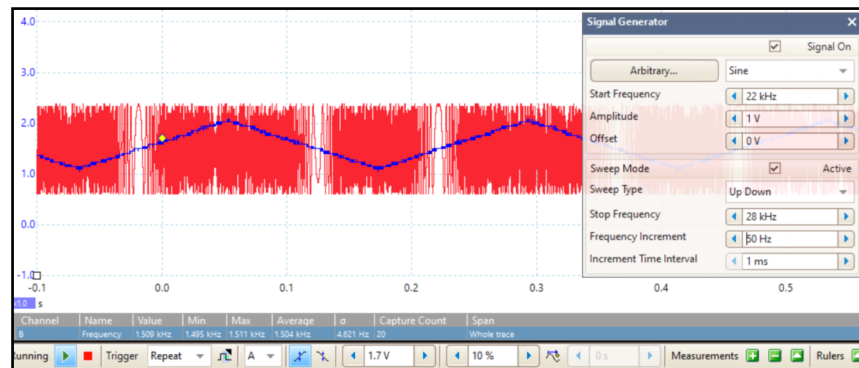 4.0
Signal Generator
Signal On
3.0
Arbitrary... Sine
Start Frequency 22 kHz
Amplitude 1 V
2.0
Offset 0 V
Sweep Mode Active
1.0
Sweep Type Up Down
Stop Frequency 28 kHz
0.0
Frequency Increment 50 Hz
Increment Time Interval 1 ms
-1.0
-0.1 0.0 0.1 0.2 0.3 0.4 0.5
x1.0 s
Channel Name Value Min Max Average σ Capture Count Span
B Frequency 1.509 kHz 1.495 kHz 1.511 kHz 1.504 kHz 4.621 Hz 20 Whole trace
unning Trigger Repeat A 1.7 V 10 % 0 s Measurements Rulers